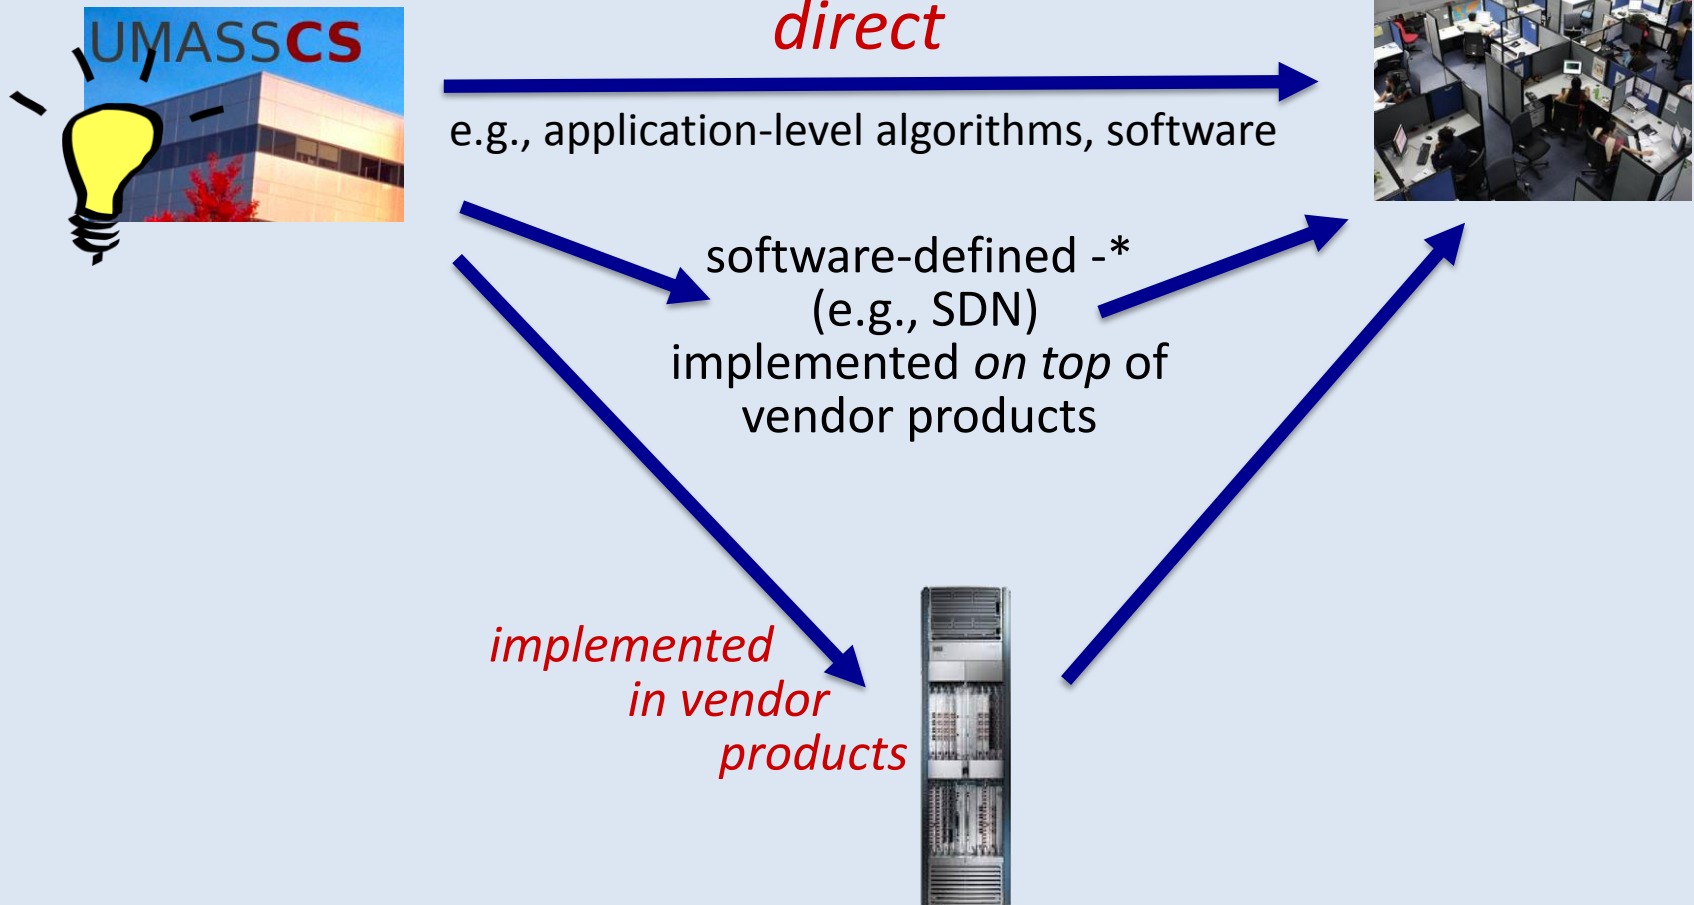 UMASSCS
direct
e.g., application-level algorithms, software
software-defined -*
(e.g., SDN)
implemented on top of
vendor products
implemented
in vendor
products